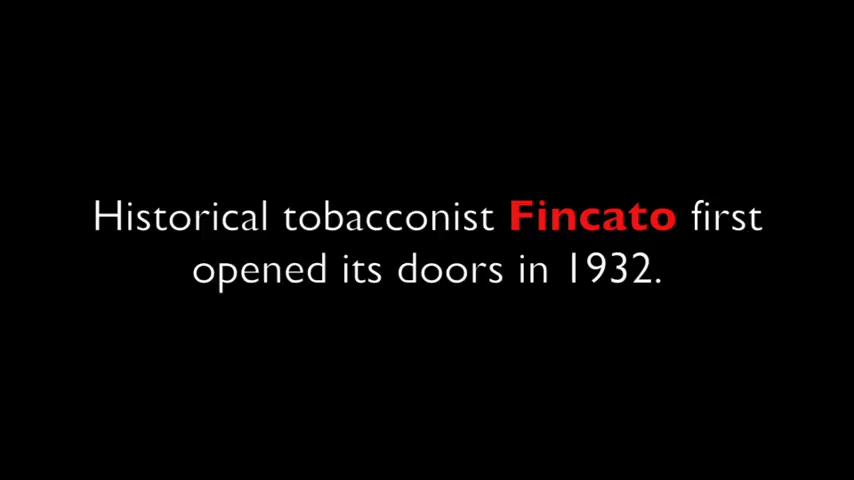 Historical tobacconist Fincato first
opened its doors in 1932.